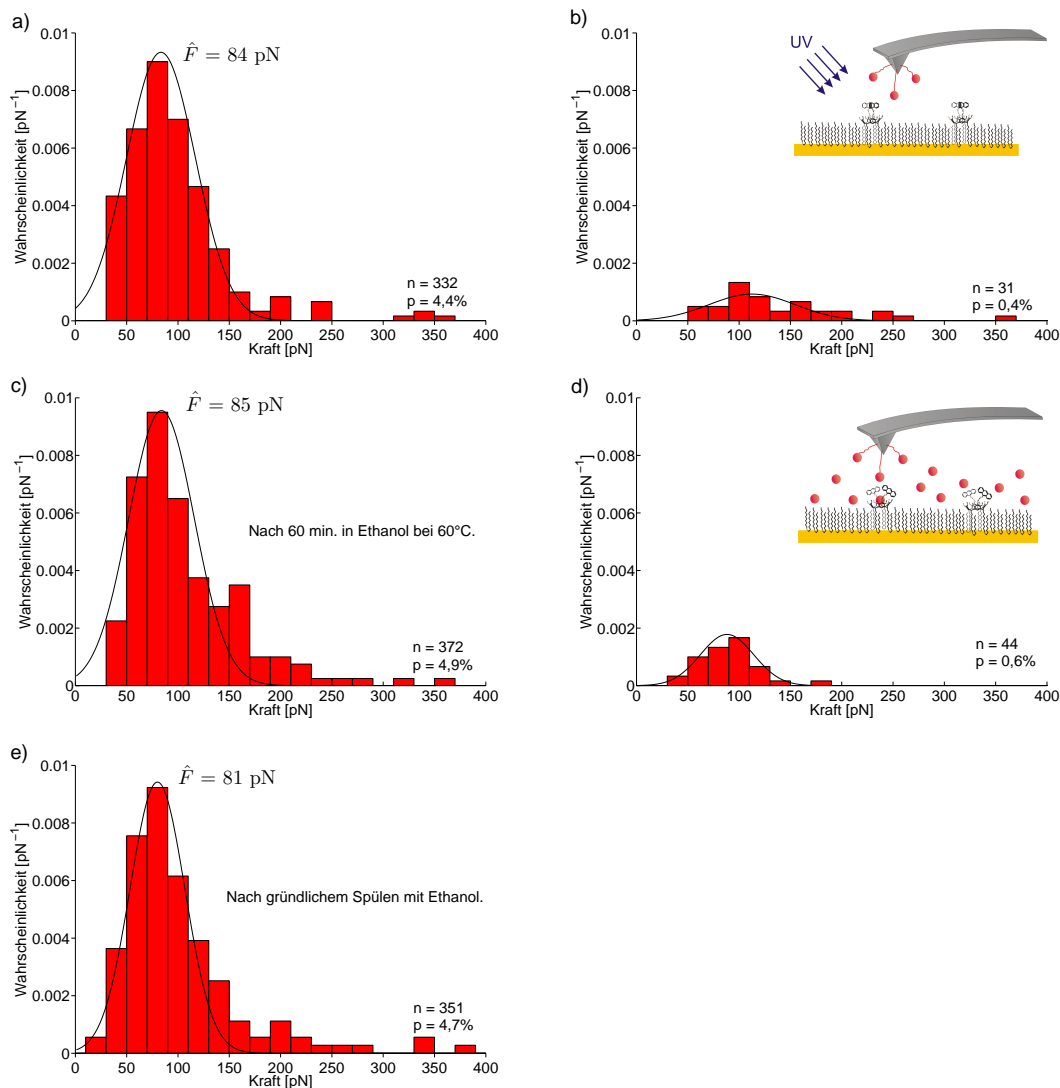 a)
0.01
0.008
0.006
0.004
0.002
0
Wahrscheinlichkeit [pN⁻¹]
F̂ = 84 pN
n = 332
p = 4,4%
0 50 100 150 200 250 300 350 400
Kraft [pN]
b)
0.01
0.008
0.006
0.004
0.002
0
Wahrscheinlichkeit [pN⁻¹]
UV
n = 31
p = 0,4%
0 50 100 150 200 250 300 350 400
Kraft [pN]
c)
0.01
0.008
0.006
0.004
0.002
0
Wahrscheinlichkeit [pN⁻¹]
F̂ = 85 pN
Nach 60 min. in Ethanol bei 60°C.
n = 372
p = 4,9%
0 50 100 150 200 250 300 350 400
Kraft [pN]
d)
0.01
0.008
0.006
0.004
0.002
0
Wahrscheinlichkeit [pN⁻¹]
n = 44
p = 0,6%
0 50 100 150 200 250 300 350 400
Kraft [pN]
e)
0.01
0.008
0.006
0.004
0.002
0
Wahrscheinlichkeit [pN⁻¹]
F̂ = 81 pN
Nach gründlichem Spülen mit Ethanol.
n = 351
p = 4,7%
0 50 100 150 200 250 300 350 400
Kraft [pN]